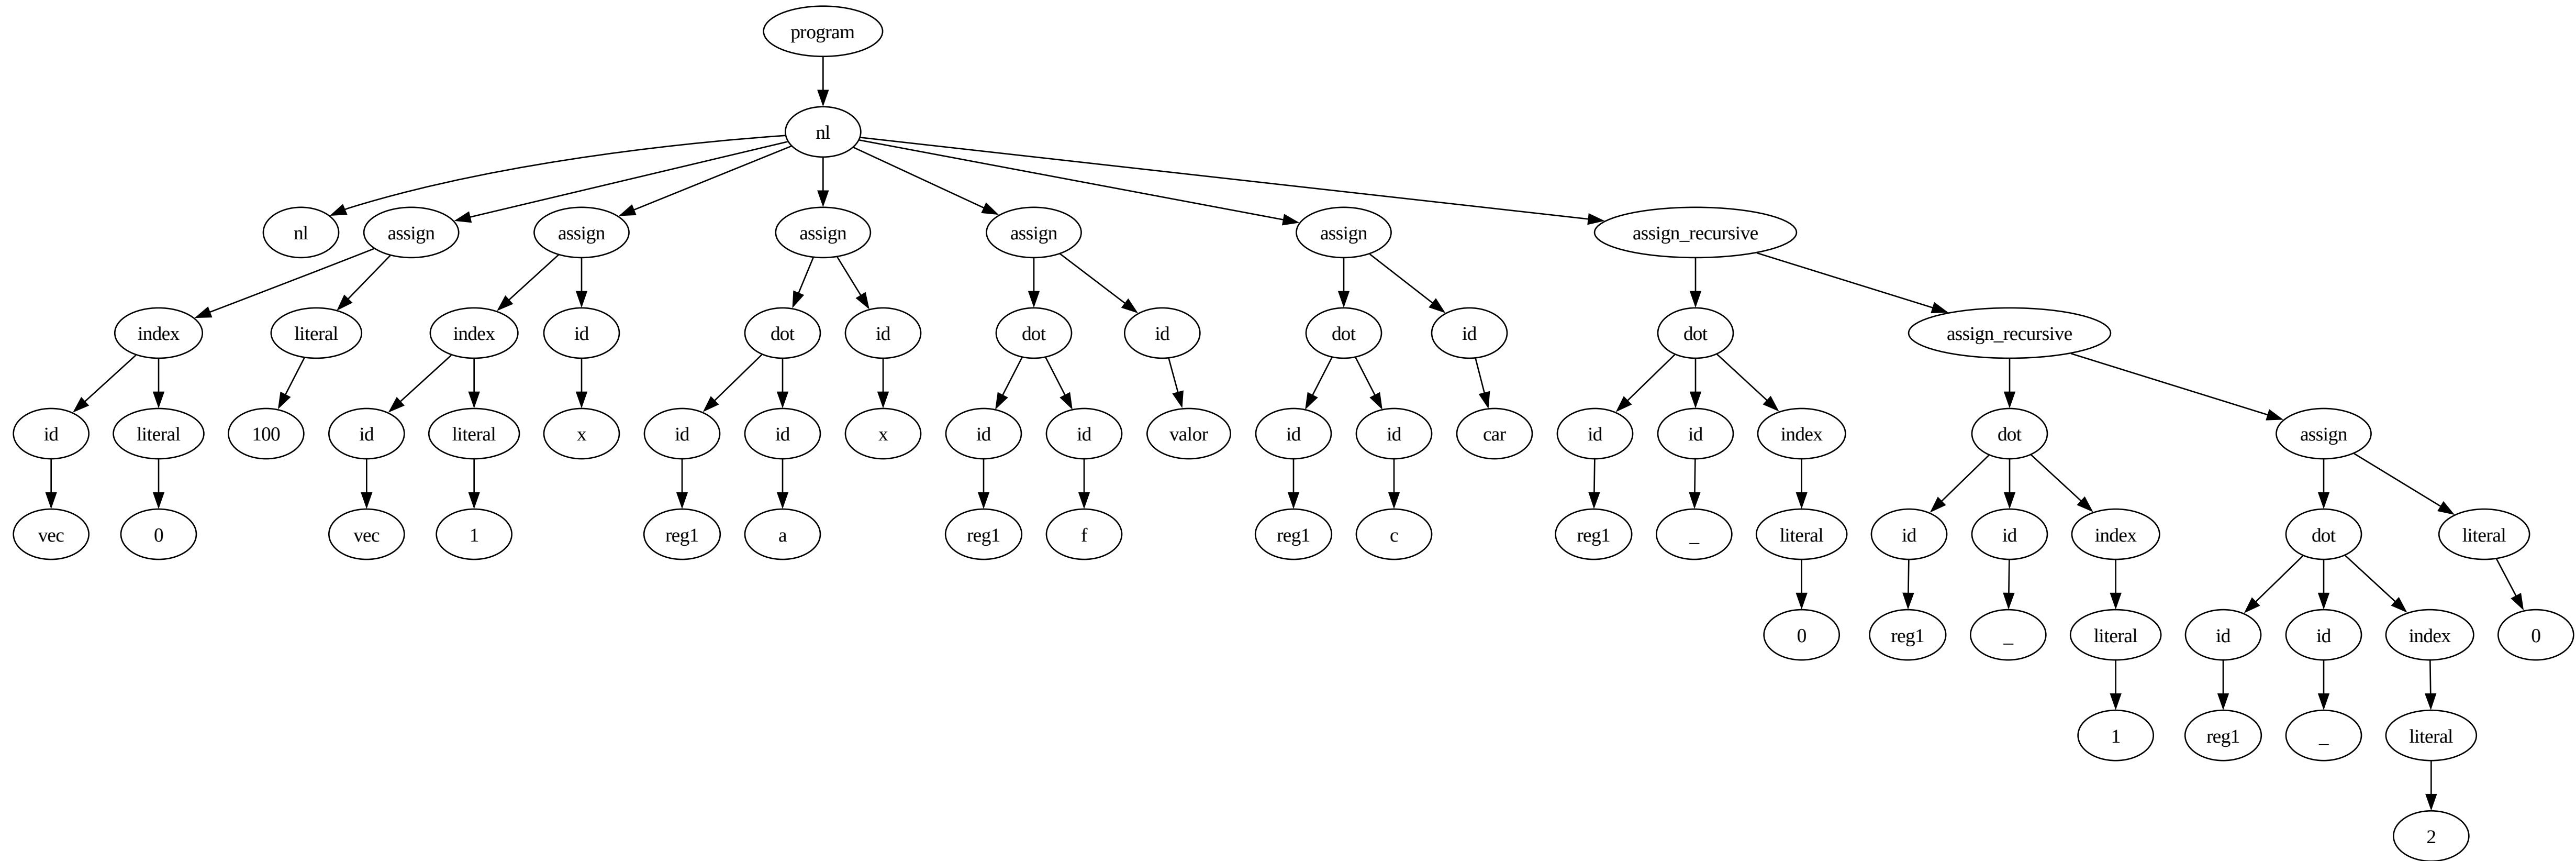 program
nl
nl assign assign assign assign assign assign_recursive
index literal index id dot id dot id dot id dot assign_recursive
id literal 100 id literal x id id x id id valor id id car id id index dot assign
vec 0 vec 1 reg1 a reg1 f reg1 c reg1 _ literal id id index dot literal
0 reg1 _ literal id id index 0
1 reg1 _ literal
2